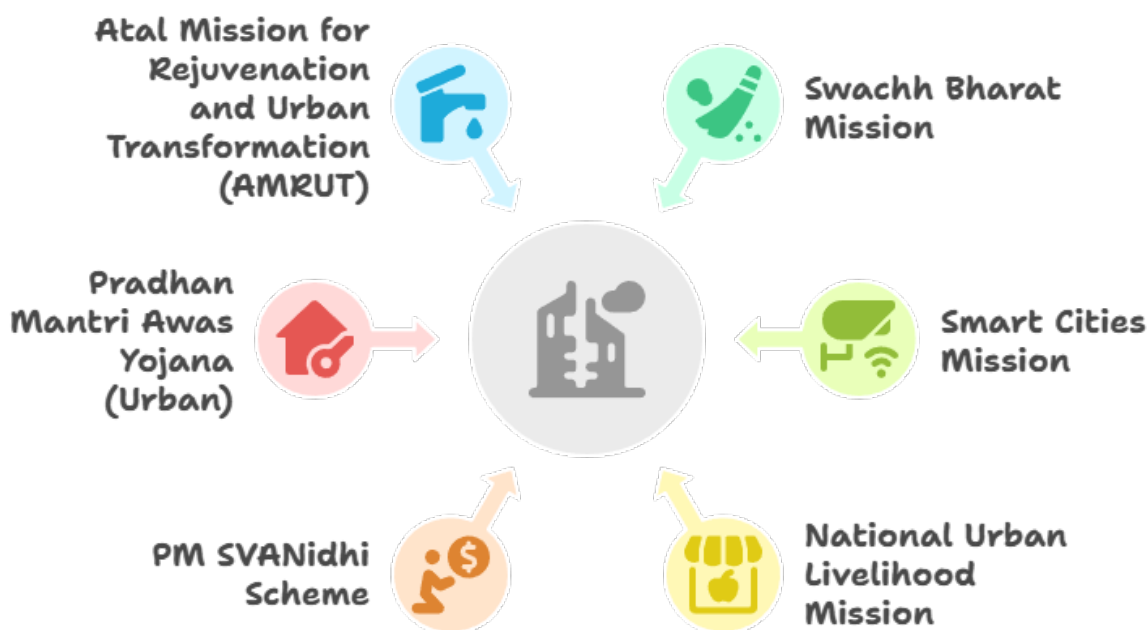 Atal Mission for
Rejuvenation
and Urban
Transformation
(AMRUT)
Swachh Bharat
Mission
Pradhan
Mantri Awas
Yojana
(Urban)
Smart Cities
Mission
PM SVANidhi
Scheme
National Urban
Livelihood
Mission